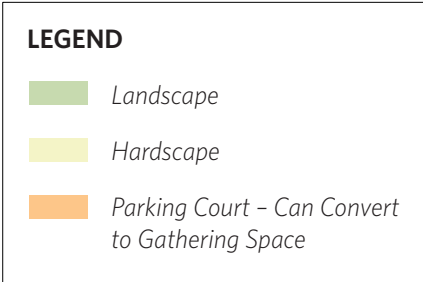 LEGEND
Landscape
Hardscape
Parking Court – Can Convert
to Gathering Space